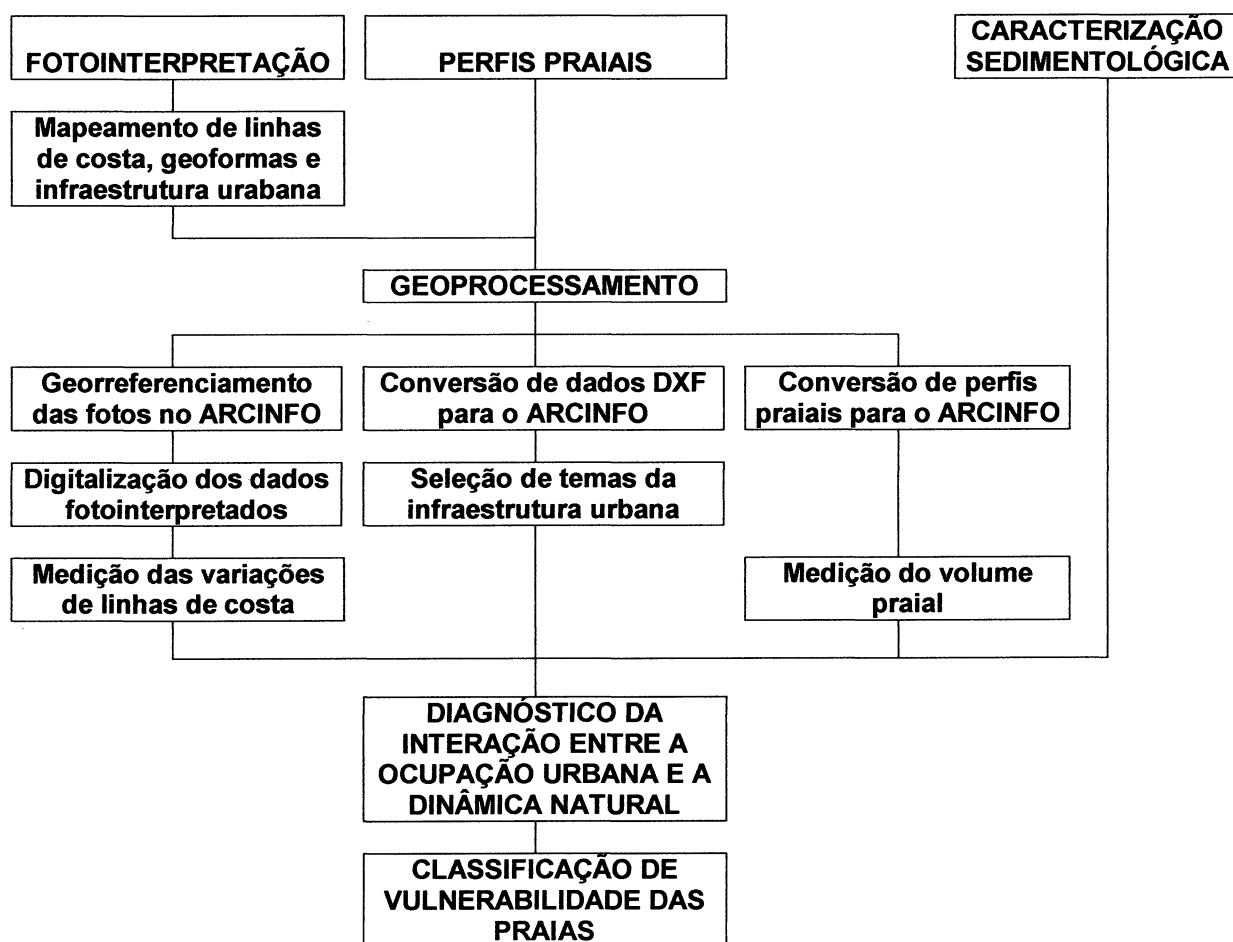 FOTOINTERPRETAÇÃO
PERFIS PRAIAIS
CARACTERIZAÇÃO
SEDIMENTOLÓGICA
Mapeamento de linhas
de costa, geoformas e
infraestrutura urabana
GEOPROCESSAMENTO
Georreferenciamento
das fotos no ARCINFO
Conversão de dados DXF
para o ARCINFO
Conversão de perfis
praiais para o ARCINFO
Digitalização dos dados
fotointerpretados
Seleção de temas da
infraestrutura urbana
Medição das variações
de linhas de costa
Medição do volume
praial
DIAGNÓSTICO DA
INTERAÇÃO ENTRE A
OCUPAÇÃO URBANA E A
DINÂMICA NATURAL
CLASSIFICAÇÃO DE
VULNERABILIDADE DAS
PRAIAS